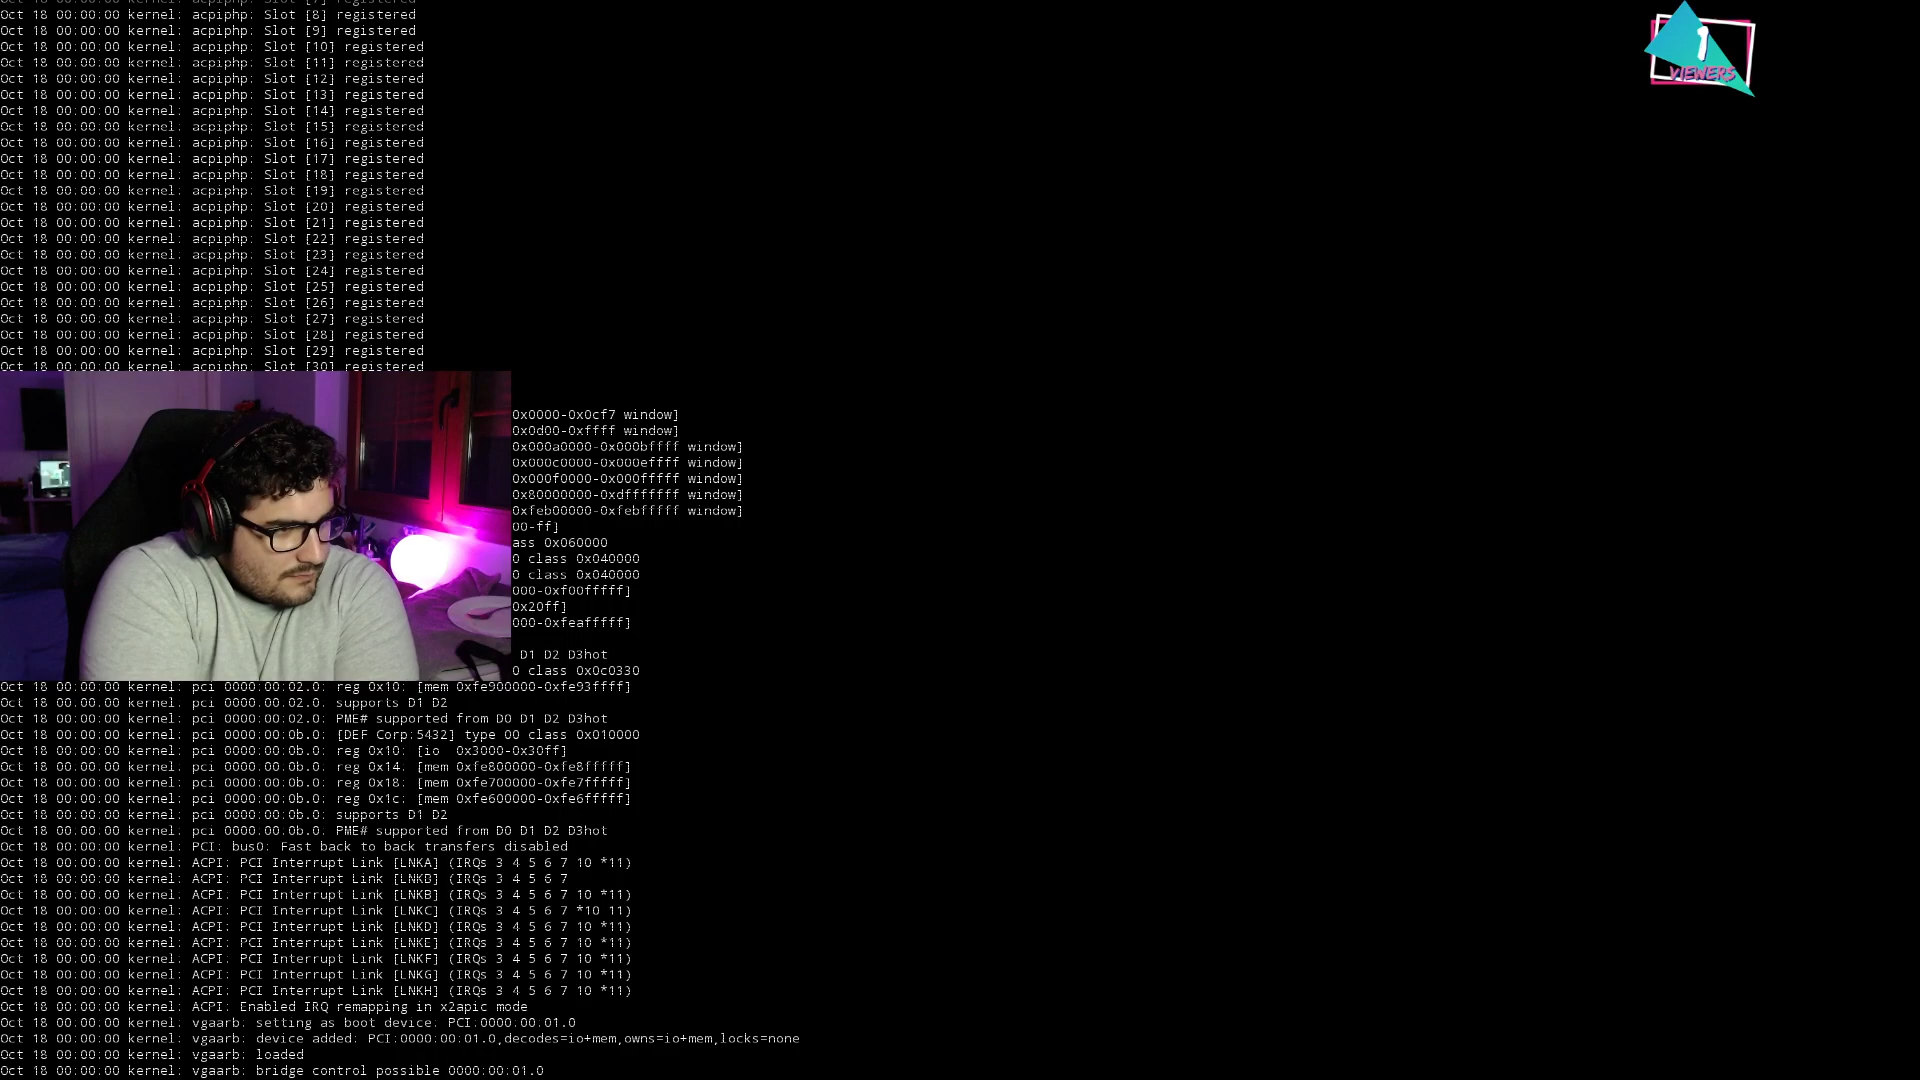 Oct 18 00:00:00 kernel: acpiphp: Slot [8] registered
Oct 18 00:00:00 kernel: acpiphp: Slot [9] registered
Oct 18 00:00:00 kernel: acpiphp: Slot [10] registered
Oct 18 00:00:00 kernel: acpiphp: Slot [11] registered
Oct 18 00:00:00 kernel: acpiphp: Slot [12] registered
Oct 18 00:00:00 kernel: acpiphp: Slot [13] registered
Oct 18 00:00:00 kernel: acpiphp: Slot [14] registered
Oct 18 00:00:00 kernel: acpiphp: Slot [15] registered
Oct 18 00:00:00 kernel: acpiphp: Slot [16] registered
Oct 18 00:00:00 kernel: acpiphp: Slot [17] registered
Oct 18 00:00:00 kernel: acpiphp: Slot [18] registered
Oct 18 00:00:00 kernel: acpiphp: Slot [19] registered
Oct 18 00:00:00 kernel: acpiphp: Slot [20] registered
Oct 18 00:00:00 kernel: acpiphp: Slot [21] registered
Oct 18 00:00:00 kernel: acpiphp: Slot [22] registered
Oct 18 00:00:00 kernel: acpiphp: Slot [23] registered
Oct 18 00:00:00 kernel: acpiphp: Slot [24] registered
Oct 18 00:00:00 kernel: acpiphp: Slot [25] registered
Oct 18 00:00:00 kernel: acpiphp: Slot [26] registered
Oct 18 00:00:00 kernel: acpiphp: Slot [27] registered
Oct 18 00:00:00 kernel: acpiphp: Slot [28] registered
Oct 18 00:00:00 kernel: acpiphp: Slot [29] registered
Oct 18 00:00:00 kernel: acpiphp: Slot [30] registered
0x0000-0x0cf7 window]
0x0d00-0xffff window]
0x000a0000-0x000bffff window]
0x000c0000-0x000effff window]
0x000f0000-0x000fffff window]
0x80000000-0xdfffffff window]
0xfeb00000-0xfebfffff window]
00-ff]
ass 0x060000
0 class 0x040000
0 class 0x040000
000-0xf00fffff]
0x20ff]
000-0xfeafffff]
D1 D2 D3hot
0 class 0x0c0330
Oct 18 00:00:00 kernel: pci 0000:00:02.0: reg 0x10: [mem 0xfe900000-0xfe93ffff]
Oct 18 00:00:00 kernel: pci 0000:00:02.0: supports D1 D2
Oct 18 00:00:00 kernel: pci 0000:00:02.0: PME# supported from D0 D1 D2 D3hot
Oct 18 00:00:00 kernel: pci 0000:00:0b.0: [DEF Corp:5432] type 00 class 0x010000
Oct 18 00:00:00 kernel: pci 0000:00:0b.0: reg 0x10: [io  0x3000-0x30ff]
Oct 18 00:00:00 kernel: pci 0000:00:0b.0: reg 0x14: [mem 0xfe800000-0xfe8fffff]
Oct 18 00:00:00 kernel: pci 0000:00:0b.0: reg 0x18: [mem 0xfe700000-0xfe7fffff]
Oct 18 00:00:00 kernel: pci 0000:00:0b.0: reg 0x1c: [mem 0xfe600000-0xfe6fffff]
Oct 18 00:00:00 kernel: pci 0000:00:0b.0: supports D1 D2
Oct 18 00:00:00 kernel: pci 0000:00:0b.0: PME# supported from D0 D1 D2 D3hot
Oct 18 00:00:00 kernel: PCI: bus0: Fast back to back transfers disabled
Oct 18 00:00:00 kernel: ACPI: PCI Interrupt Link [LNKA] (IRQs 3 4 5 6 7 10 *11)
Oct 18 00:00:00 kernel: ACPI: PCI Interrupt Link [LNKD] (IRQs 3 4 5 6 7
Oct 18 00:00:00 kernel: ACPI: PCI Interrupt Link [LNKB] (IRQs 3 4 5 6 7 10 *11)
Oct 18 00:00:00 kernel: ACPI: PCI Interrupt Link [LNKC] (IRQs 3 4 5 6 7 *10 11)
Oct 18 00:00:00 kernel: ACPI: PCI Interrupt Link [LNKD] (IRQs 3 4 5 6 7 10 *11)
Oct 18 00:00:00 kernel: ACPI: PCI Interrupt Link [LNKE] (IRQs 3 4 5 6 7 10 *11)
Oct 18 00:00:00 kernel: ACPI: PCI Interrupt Link [LNKF] (IRQs 3 4 5 6 7 10 *11)
Oct 18 00:00:00 kernel: ACPI: PCI Interrupt Link [LNKG] (IRQs 3 4 5 6 7 10 *11)
Oct 18 00:00:00 kernel: ACPI: PCI Interrupt Link [LNKH] (IRQs 3 4 5 6 7 10 *11)
Oct 18 00:00:00 kernel: ACPI: Enabled IRQ remapping in x2apic mode
Oct 18 00:00:00 kernel: vgaarb: setting as boot device: PCI:0000:00:01.0
Oct 18 00:00:00 kernel: vgaarb: device added: PCI:0000:00:01.0,decodes=io+mem,owns=io+mem,locks=none
Oct 18 00:00:00 kernel: vgaarb: loaded
Oct 18 00:00:00 kernel: vgaarb: bridge control possible 0000:00:01.0
1
VIEWERS